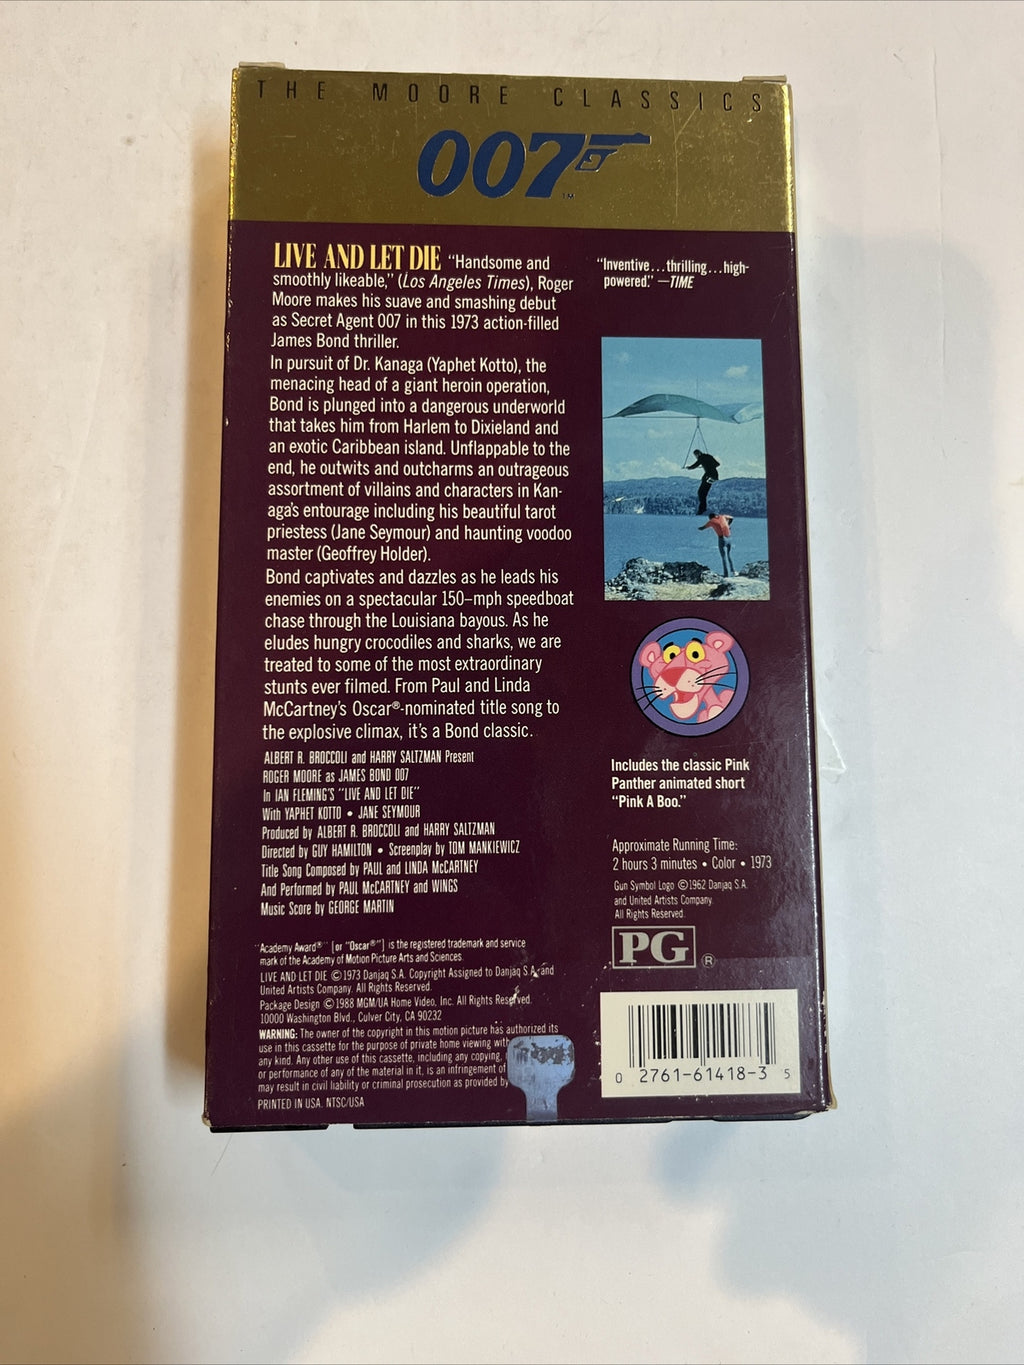 THE MOORE CLASSICS
007
TM
LIVE AND LET DIE "Handsome and
smoothly likeable," (Los Angeles Times), Roger
Moore makes his suave and smashing debut
as Secret Agent 007 in this 1973 action-filled
James Bond thriller.
In pursuit of Dr. Kanaga (Yaphet Kotto), the
menacing head of a giant heroin operation,
Bond is plunged into a dangerous underworld
that takes him from Harlem to Dixieland and
an exotic Caribbean island. Unflappable to the
end, he outwits and outcharms an outrageous
assortment of villains and characters in Kan-
aga's entourage including his beautiful tarot
priestess (Jane Seymour) and haunting voodoo
master (Geoffrey Holder).
Bond captivates and dazzles as he leads his
enemies on a spectacular 150-mph speedboat
chase through the Louisiana bayous. As he
eludes hungry crocodiles and sharks, we are
treated to some of the most extraordinary
stunts ever filmed. From Paul and Linda
McCartney's Oscar®-nominated title song to
the explosive climax, it's a Bond classic.
ALBERT R. BROCCOLI and HARRY SALTZMAN Present
ROGER MOORE as JAMES BOND 007
In IAN FLEMING'S "LIVE AND LET DIE"
With YAPHET KOTTO • JANE SEYMOUR
Produced by ALBERT R. BROCCOLI and HARRY SALTZMAN
Directed by GUY HAMILTON • Screenplay by TOM MANKIEWICZ
Title Song Composed by PAUL and LINDA McCARTNEY
And Performed by PAUL McCARTNEY and WINGS
Music Score by GEORGE MARTIN
"Academy Award®" [or "Oscar®"] is the registered trademark and service
mark of the Academy of Motion Picture Arts and Sciences.
LIVE AND LET DIE ©1973 Danjaq S.A. Copyright Assigned to Danjaq S.A. and
United Artists Company. All Rights Reserved.
Package Design ©1988 MGM/UA Home Video, Inc. All Rights Reserved.
10000 Washington Blvd., Culver City, CA 90232
WARNING: The owner of the copyright in this motion picture has authorized its
use in this cassette for the purpose of private home viewing
any kind. Any other use of this cassette, including any copying,
or performance of any of the material in it, is an infringement of
may result in civil liability or criminal prosecution as provided by
PRINTED IN USA. NTSC/USA
"Inventive...thrilling...high-
powered." —TIME
Includes the classic Pink
Panther animated short
"Pink A Boo."
Approximate Running Time:
2 hours 3 minutes • Color • 1973
Gun Symbol Logo ©1962 Danjaq S.A.
and United Artists Company.
All Rights Reserved.
PG ®
0 2761-61418-3 5